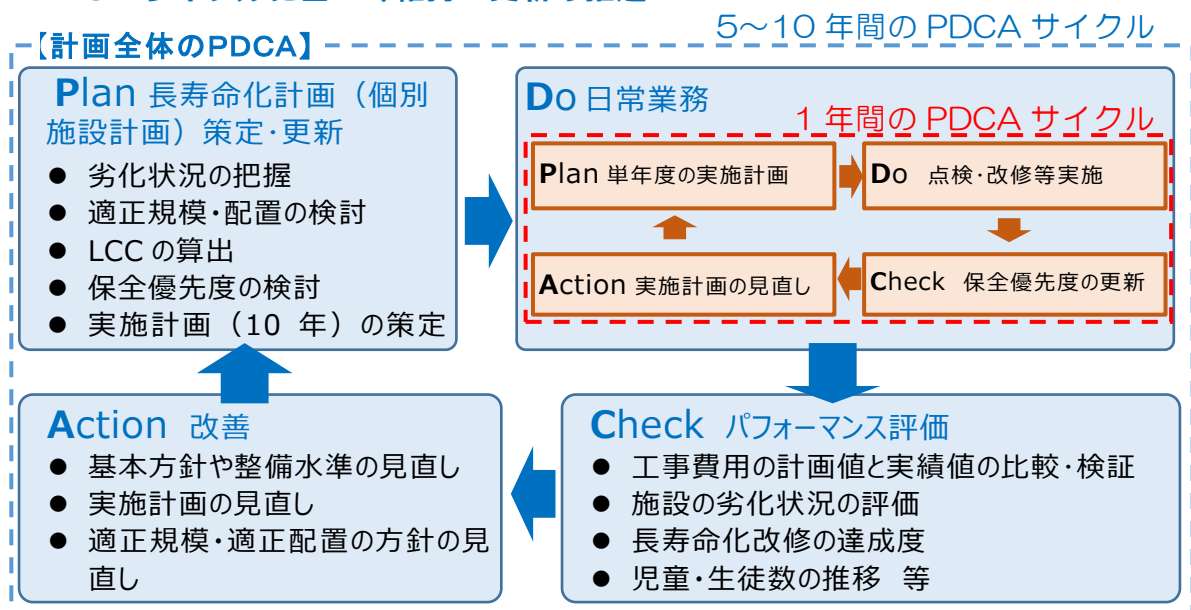 5～10 年間の PDCA サイクル
【計画全体のPDCA】
Plan 長寿命化計画（個別
施設計画）策定・更新
● 劣化状況の把握
● 適正規模・配置の検討
● LCC の算出
● 保全優先度の検討
● 実施計画（10 年）の策定
Do 日常業務
1 年間の PDCA サイクル
Plan 単年度の実施計画
Do 点検・改修等実施
Action 実施計画の見直し
Check 保全優先度の更新
Action 改善
● 基本方針や整備水準の見直し
● 実施計画の見直し
● 適正規模・適正配置の方針の見
直し
Check パフォーマンス評価
● 工事費用の計画値と実績値の比較・検証
● 施設の劣化状況の評価
● 長寿命化改修の達成度
● 児童・生徒数の推移 等